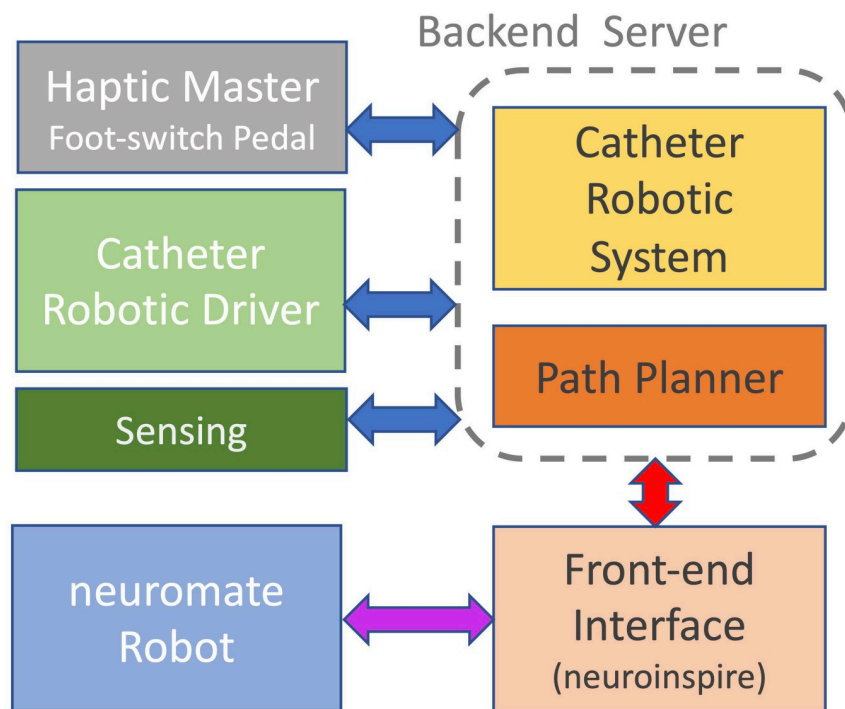 Backend Server
Haptic Master
Foot-switch Pedal
Catheter
Robotic Driver
Sensing
Catheter
Robotic
System
Path Planner
neuromate
Robot
Front-end
Interface
(neuroinspire)